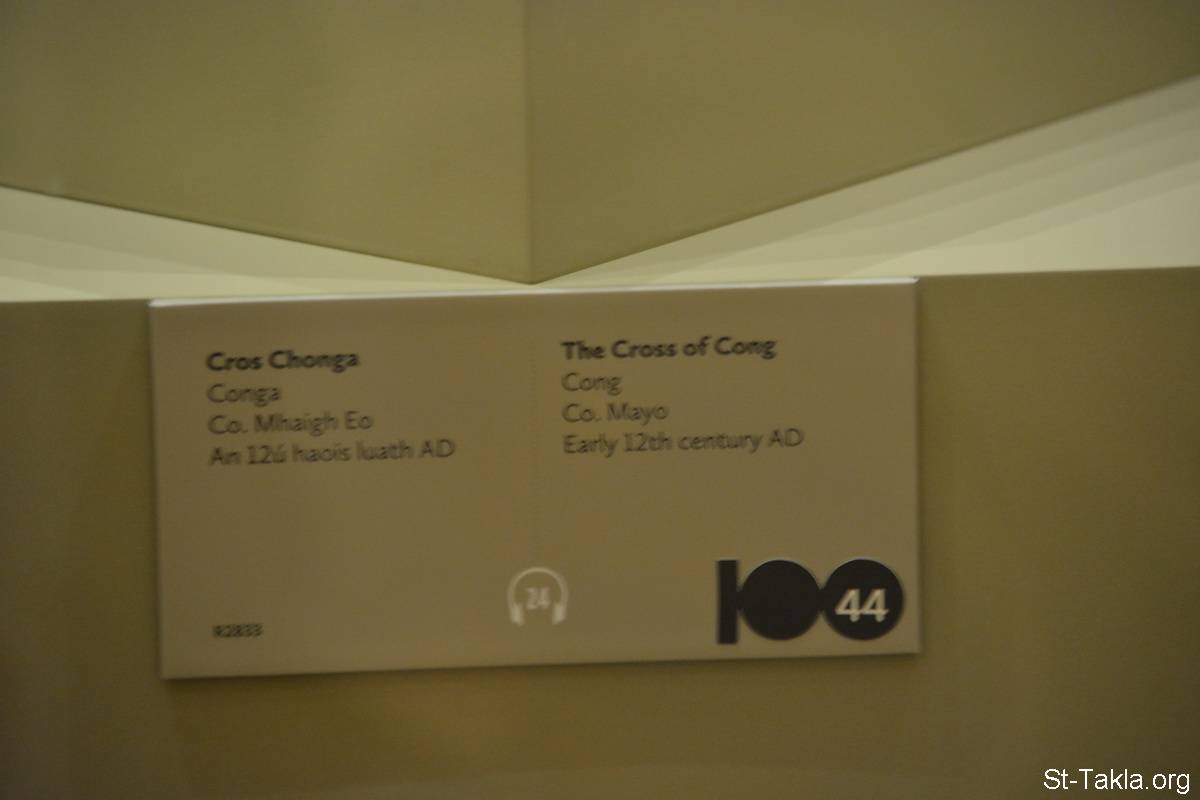 Cros Chonga
Conga
Co. Mhaigh Eo
An 12ú haois luath AD
The Cross of Cong
Cong
Co. Mayo
Early 12th century AD
R2833
24
100
44
St-Takla.org